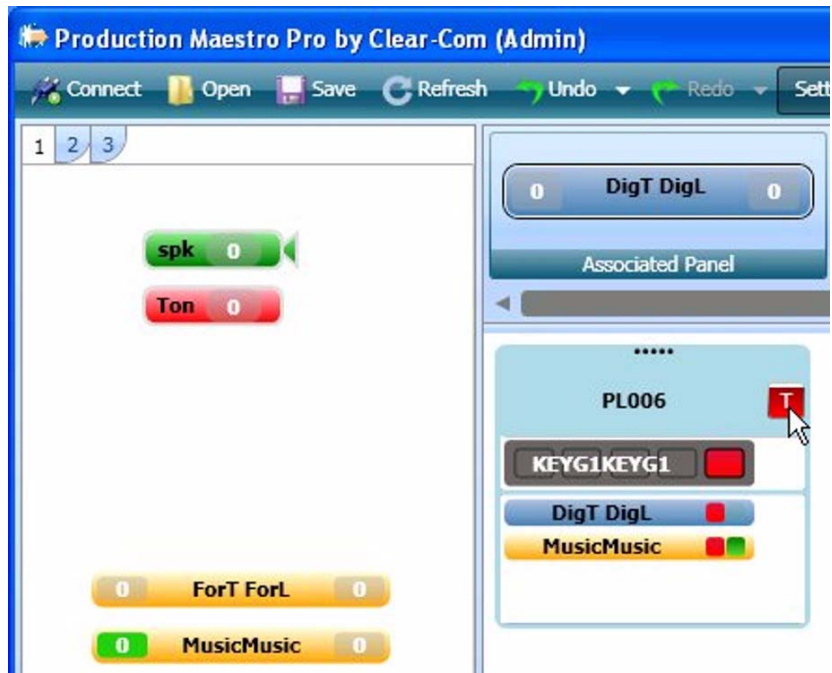 Production Maestro Pro by Clear-Com (Admin)
Connect Open Save Refresh Undo Redo Sett
1 2 3
0 DigT DigL 0
Associated Panel
spk 0
Ton 0
PL006 T
KEYG1KEYG1
DigT DigL
MusicMusic
0 ForT ForL 0
0 MusicMusic 0